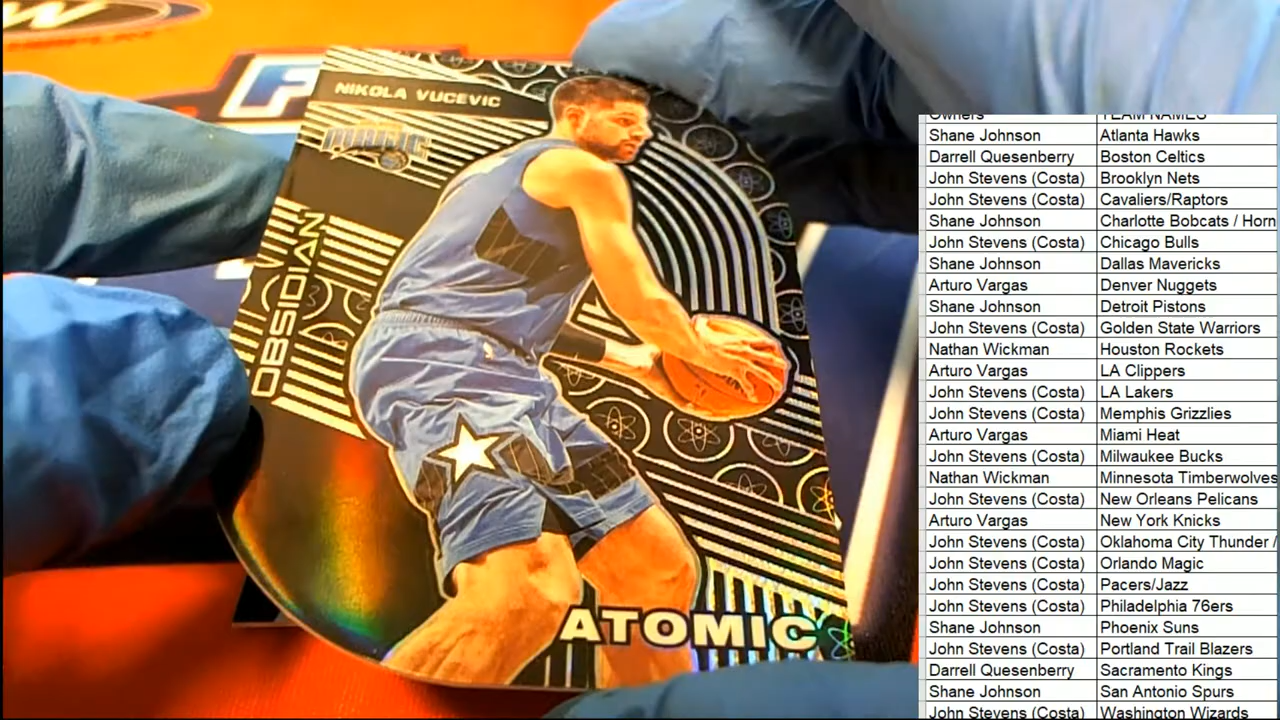 W
F
NIKOLA VUCEVIC
MAGIC
OBSIDIAN
ATOMIC
Owners TEAM NAMES
Shane Johnson Atlanta Hawks
Darrell Quesenberry Boston Celtics
John Stevens (Costa) Brooklyn Nets
John Stevens (Costa) Cavaliers/Raptors
Shane Johnson Charlotte Bobcats / Horn
John Stevens (Costa) Chicago Bulls
Shane Johnson Dallas Mavericks
Arturo Vargas Denver Nuggets
Shane Johnson Detroit Pistons
John Stevens (Costa) Golden State Warriors
Nathan Wickman Houston Rockets
Arturo Vargas LA Clippers
John Stevens (Costa) LA Lakers
John Stevens (Costa) Memphis Grizzlies
Arturo Vargas Miami Heat
John Stevens (Costa) Milwaukee Bucks
Nathan Wickman Minnesota Timberwolves
John Stevens (Costa) New Orleans Pelicans
Arturo Vargas New York Knicks
John Stevens (Costa) Oklahoma City Thunder /
John Stevens (Costa) Orlando Magic
John Stevens (Costa) Pacers/Jazz
John Stevens (Costa) Philadelphia 76ers
Shane Johnson Phoenix Suns
John Stevens (Costa) Portland Trail Blazers
Darrell Quesenberry Sacramento Kings
Shane Johnson San Antonio Spurs
John Stevens (Costa) Washington Wizards